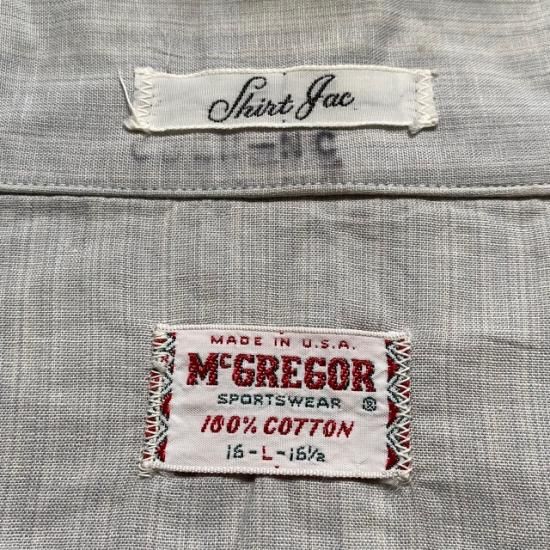 Shirt Jac
MADE IN U.S.A.
McGREGOR
SPORTSWEAR ®
100% COTTON
16-L-16½